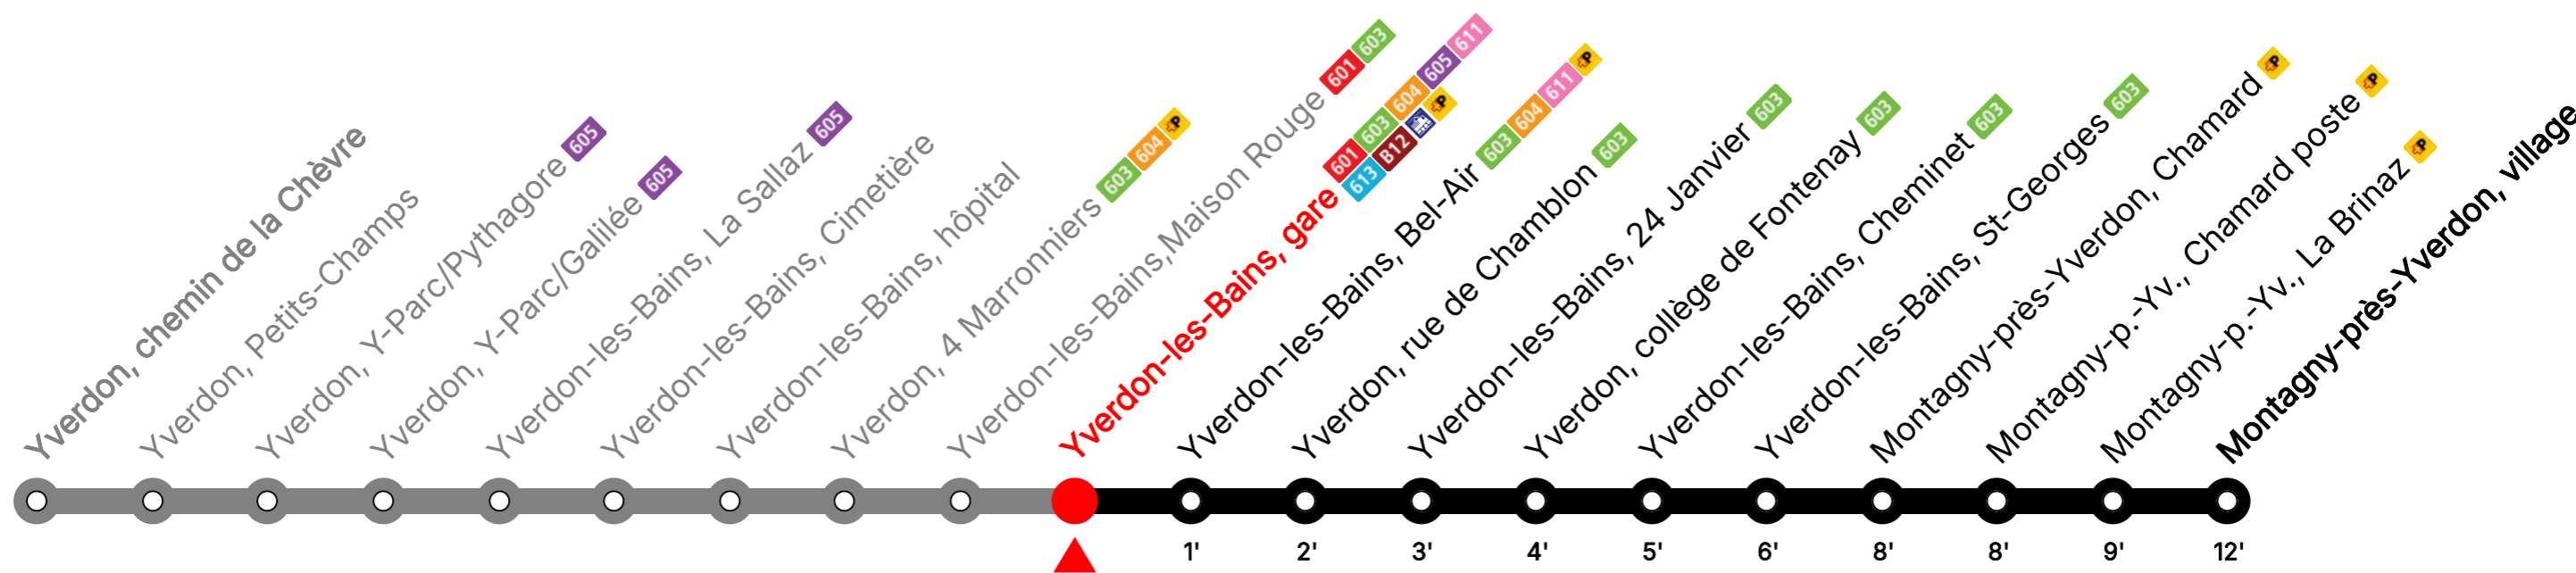 Yverdon, chemin de la Chèvre
Yverdon, Petits-Champs
Yverdon, Y-Parc/Pythagore 605
Yverdon, Y-Parc/Galilée 605
Yverdon-les-Bains, La Sallaz 605
Yverdon-les-Bains, Cimetière
Yverdon-les-Bains, hôpital
Yverdon, 4 Marronniers 603 604 P
Yverdon-les-Bains,Maison Rouge 601 603
Yverdon-les-Bains, gare 601 603 604 605 611
613 B12 P
Yverdon-les-Bains, Bel-Air 603 604 611 P
Yverdon, rue de Chamblon 603
Yverdon-les-Bains, 24 Janvier 603
Yverdon, collège de Fontenay 603
Yverdon-les-Bains, Cheminet 603
Yverdon-les-Bains, St-Georges 603
Montagny-près-Yverdon, Chamard P
Montagny-p.-Yv., Chamard poste P
Montagny-p.-Yv., La Brinaz P
Montagny-près-Yverdon, village
1' 2' 3' 4' 5' 6' 8' 8' 9' 12'